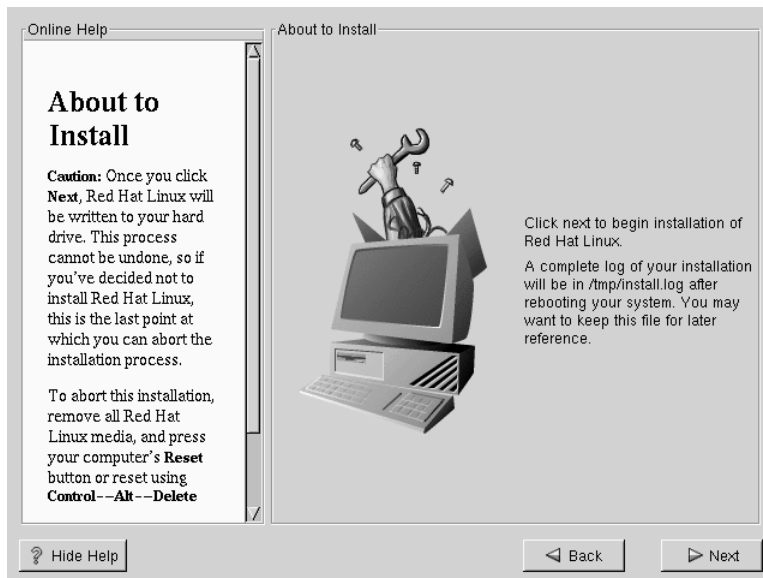 Online Help
About to
Install
Caution: Once you click
Next, Red Hat Linux will
be written to your hard
drive. This process
cannot be undone, so if
you've decided not to
install Red Hat Linux,
this is the last point at
which you can abort the
installation process.
To abort this installation,
remove all Red Hat
Linux media, and press
your computer's Reset
button or reset using
Control--Alt--Delete
About to Install
Click next to begin installation of
Red Hat Linux.
A complete log of your installation
will be in /tmp/install.log after
rebooting your system. You may
want to keep this file for later
reference.
Hide Help
Back
Next